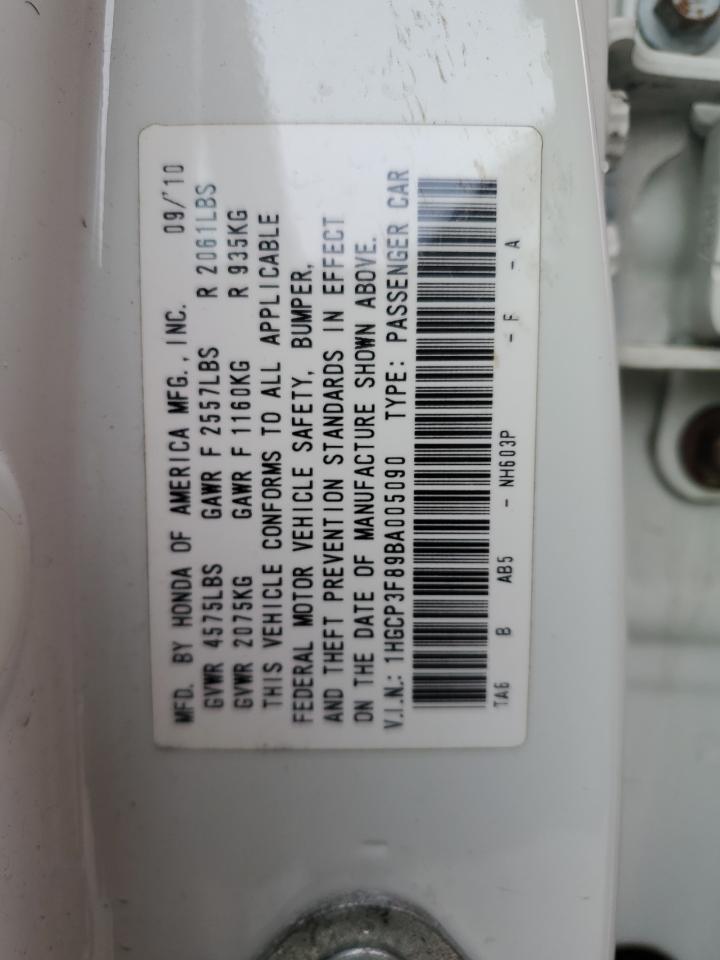 MFD. BY HONDA OF AMERICA MFG., INC. 09/'10
GVWR 4575LBS GAWR F 2557LBS R 2061LBS
GVWR 2075KG GAWR F 1160KG R 935KG
THIS VEHICLE CONFORMS TO ALL APPLICABLE
FEDERAL MOTOR VEHICLE SAFETY, BUMPER,
AND THEFT PREVENTION STANDARDS IN EFFECT
ON THE DATE OF MANUFACTURE SHOWN ABOVE.
V.I.N.: 1HGCP3F89BA005090 TYPE: PASSENGER CAR
TA6 B AB5 - NH603P - F - A